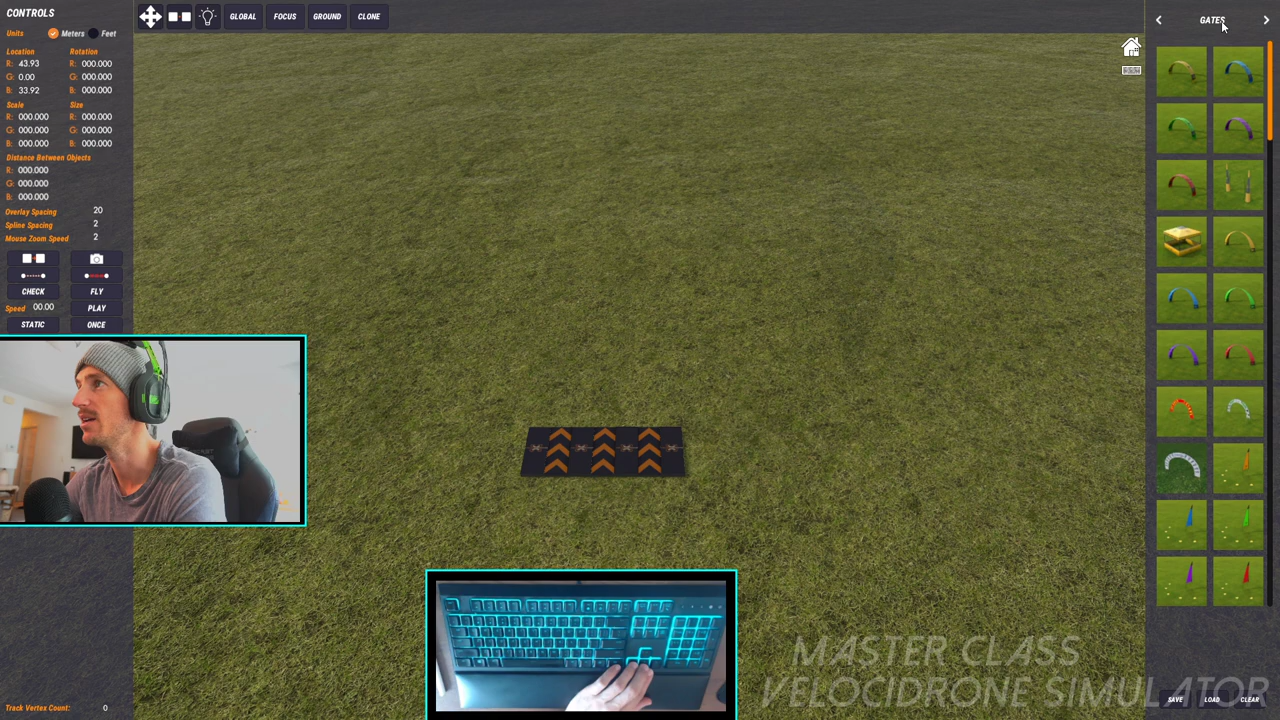 CONTROLS
Units Meters Feet
Location Rotation
R: 43.93 R: 000.000
G: 0.00 G: 000.000
B: 33.92 B: 000.000
Scale Size
R: 000.000 R: 000.000
G: 000.000 G: 000.000
B: 000.000 B: 000.000
Distance Between Objects
R: 000.000
G: 000.000
B: 000.000
Overlay Spacing 20
Spline Spacing 2
Mouse Zoom Speed 2
CHECK FLY
Speed 00.00 PLAY
STATIC ONCE
Track Vertex Count: 0
GLOBAL FOCUS GROUND CLONE
GATES
MASTER CLASS
VELOCIDRONE SIMULATOR
SAVE LOAD CLEAR